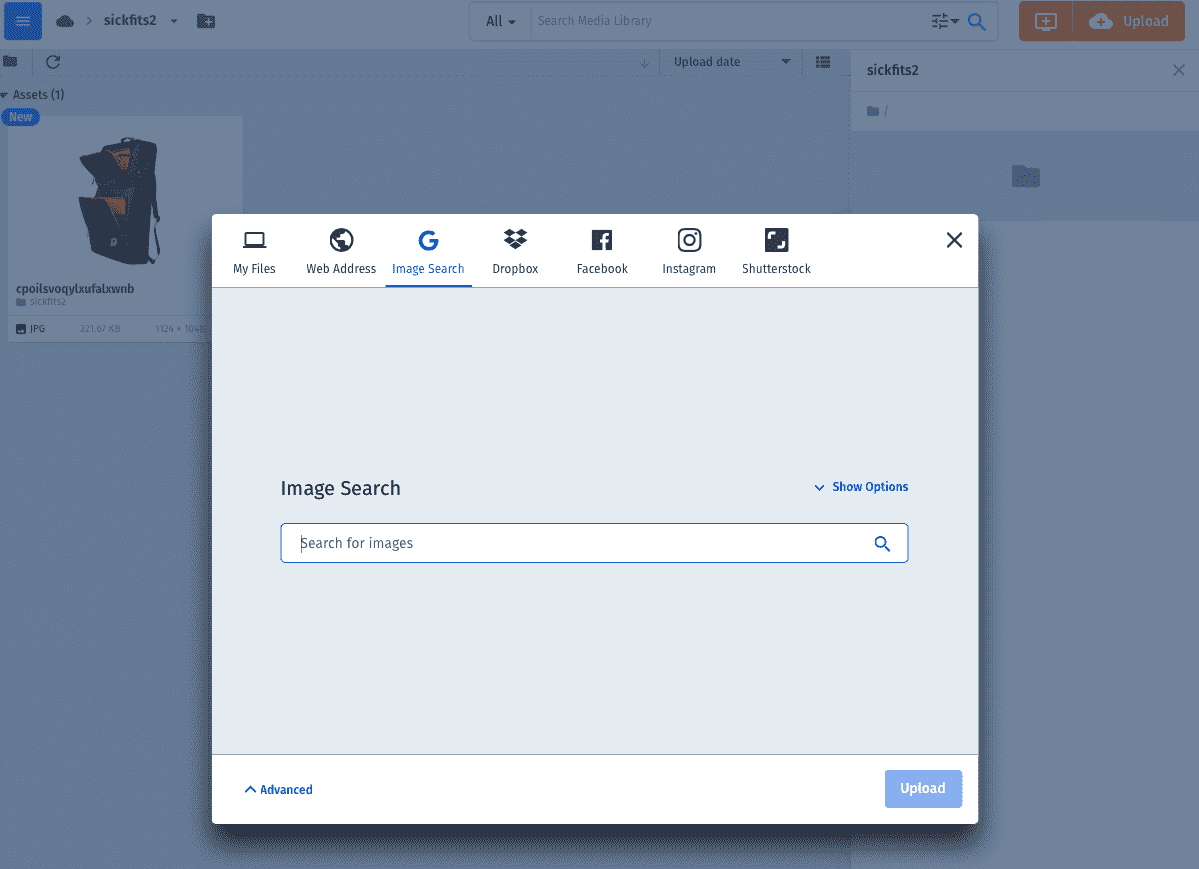 sickfits2
All
Search Media Library
Upload
Upload date
sickfits2
/
Assets (1)
New
cpoilsvoqylxufalxwnb
sickfits2
JPG 221.67 KB 1124 × 1048
My Files
Web Address
Image Search
Dropbox
Facebook
Instagram
Shutterstock
Image Search
Show Options
Search for images
Advanced
Upload